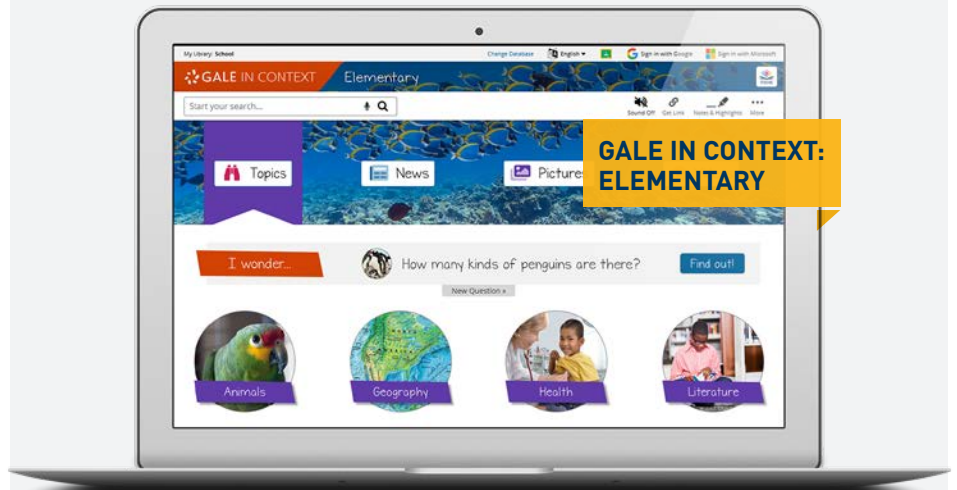 My Library: School
Change Database
English
Sign in with Google
Sign in with Microsoft
GALE IN CONTEXT
Elementary
Start your search...
Sound Off
Get Link
Notes & Highlights
More
Topics
News
Pictures
GALE IN CONTEXT:
ELEMENTARY
I wonder...
How many kinds of penguins are there?
Find out!
New Question »
Animals
Geography
Health
Literature